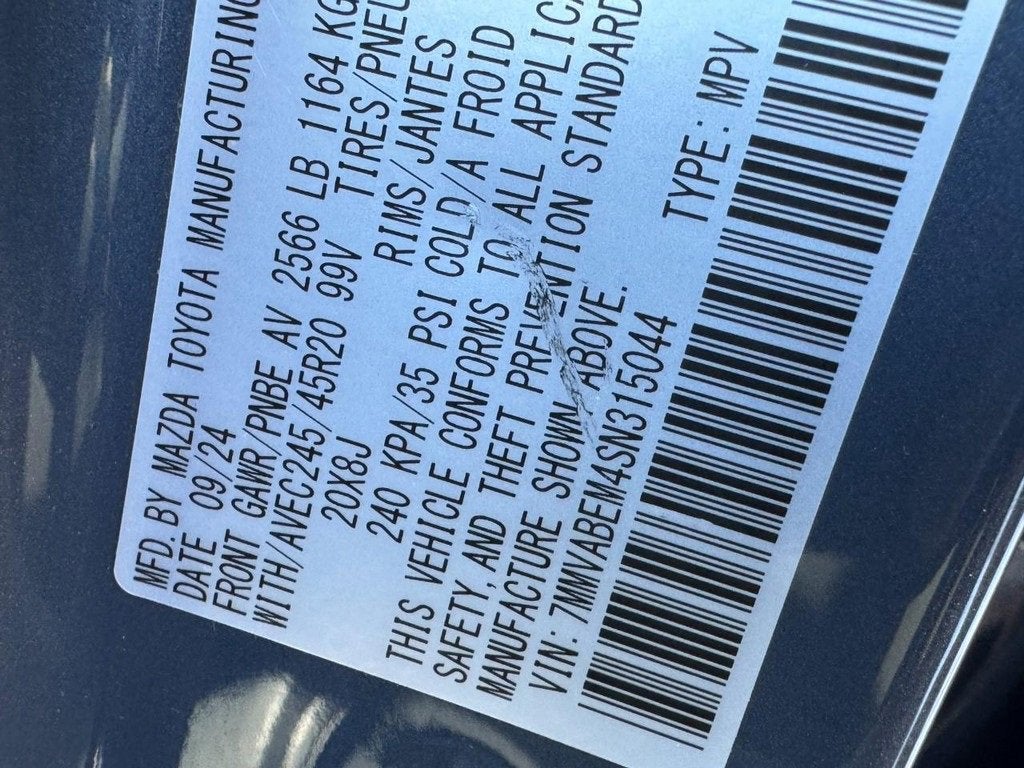 MFD. BY MAZDA TOYOTA MANUFACTURING
DATE 09/24
FRONT GAWR/PNBE AV 2566 LB 1164 KG
WITH/AVEC245/45R20 99V TIRES/PNEU
20X8J RIMS/JANTES
240 KPA/35 PSI COLD/A FROID
THIS VEHICLE CONFORMS TO ALL APPLICA
SAFETY, AND THEFT PREVENTION STANDARD
MANUFACTURE SHOWN ABOVE.
VIN: 7MMVABEM4SN315044 TYPE: MPV